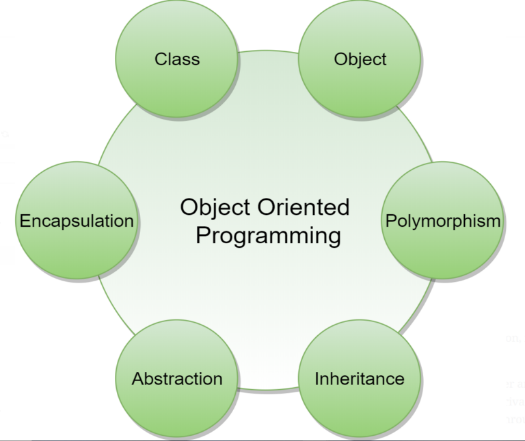 Class
Object
Encapsulation
Object Oriented
Programming
Polymorphism
Abstraction
Inheritance